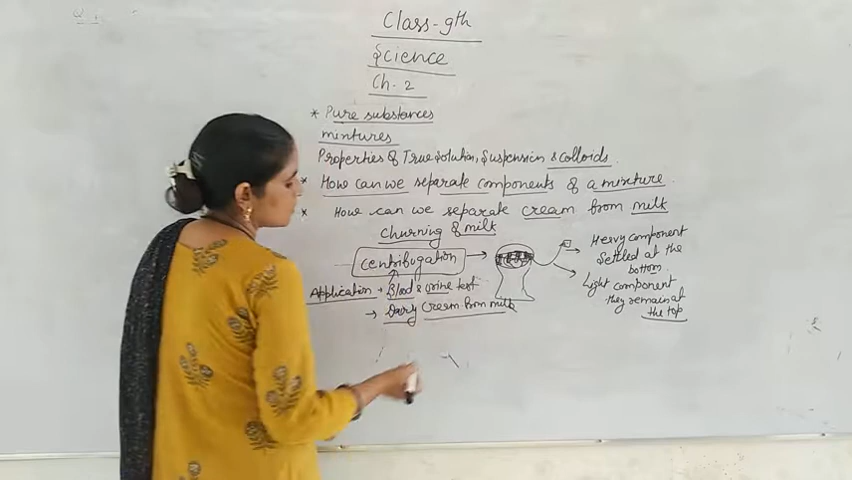 Class-9th
Science
Ch. 2
* Pure substances
mixtures
Properties of True Solution, Suspension & colloids.
* How can we separate components of a mixture.
* How can we separate cream from milk
churning of milk
Centrifugation
Heavy component
Settled at the
bottom
Light component
they remain at
the top
Application → Blood & Urine test
→ Dairy Cream from milk